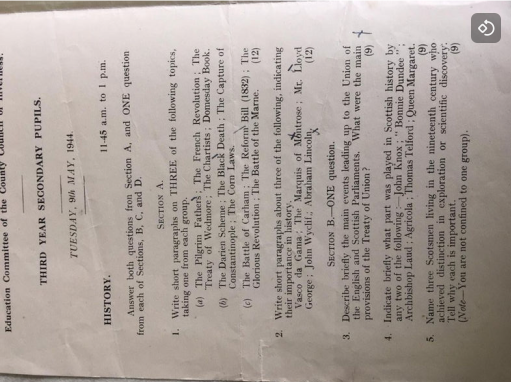 Education Committee of the County Council of Inverness.
THIRD YEAR SECONDARY PUPILS.
TUESDAY, 9th MAY, 1944.
HISTORY. 11-45 a.m. to 1 p.m.
Answer both questions from Section A, and ONE question
from each of Sections, B, C, and D.
SECTION A.
1. Write short paragraphs on THREE of the following topics,
taking one from each group.
(a) The Pilgrim Fathers; The French Revolution; The
Treaty of Wedmore; The Chartists; Domesday Book.
(b) The Darien Scheme; The Black Death; The Capture of
Constantinople; The Corn Laws.
(c) The Battle of Carham; The Reform Bill (1832); The
Glorious Revolution; The Battle of the Marne. (12)
2. Write short paragraphs about three of the following, indicating
their importance in history.
Vasco da Gama; The Marquis of Montrose; Mr. Lloyd
George; John Wyclif; Abraham Lincoln. (12)
SECTION B.—ONE question.
3. Describe briefly the main events leading up to the Union of
the English and Scottish Parliaments. What were the main
provisions of the Treaty of Union? (9)
4. Indicate briefly what part was played in Scottish history by
any two of the following:—John Knox; "Bonnie Dundee";
Archbishop Laud; Agricola; Thomas Telford; Queen Margaret.
(9)
5. Name three Scotsmen living in the nineteenth century who
achieved distinction in exploration or scientific discovery.
Tell why each is important. (9)
(Note—You are not confined to one group).